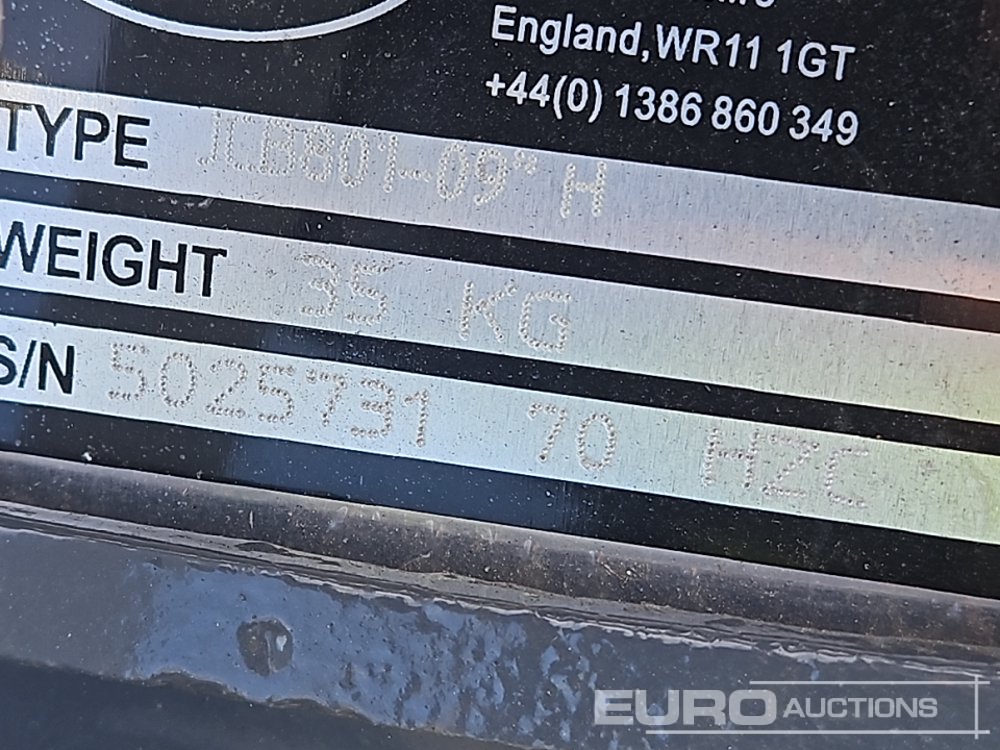 England,WR11 1GT
+44(0) 1386 860 349
TYPE JCB801-09" H
WEIGHT 35 KG
S/N 5025731 70 HZC
EURO AUCTIONS